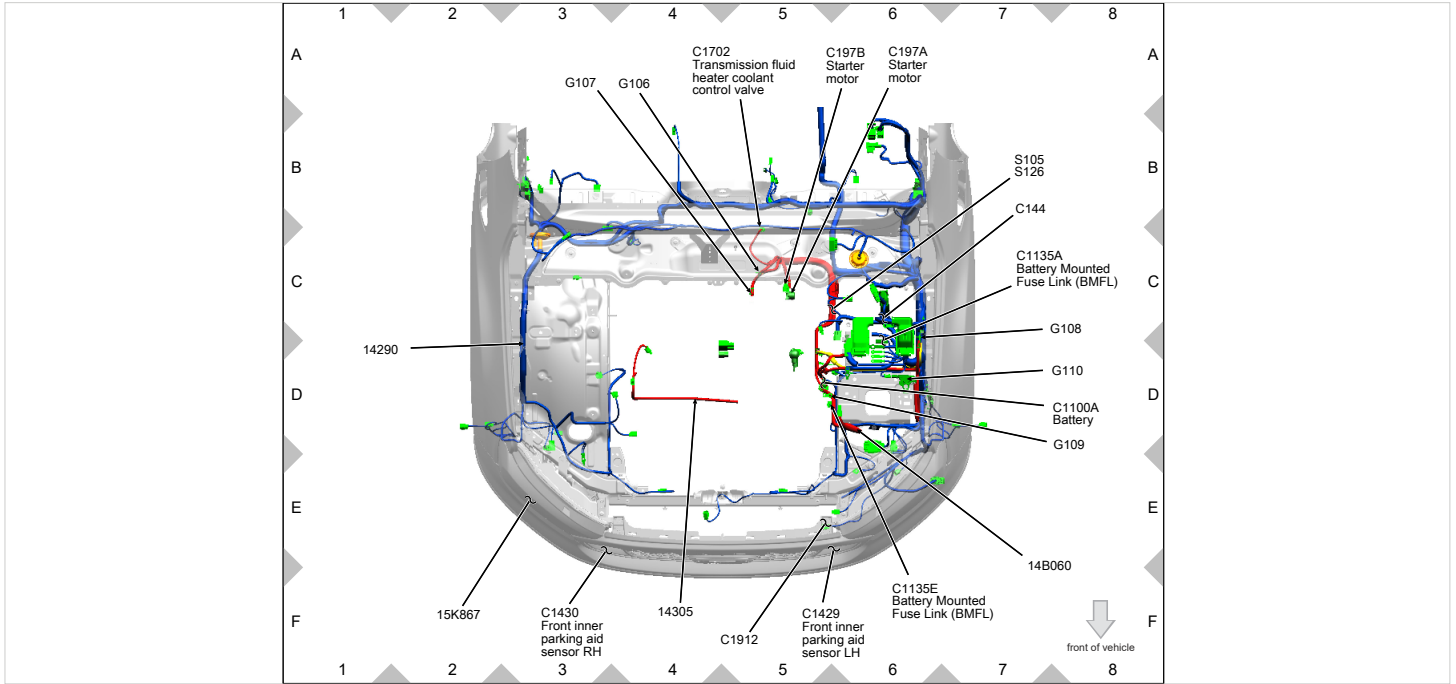 1 2 3 4 5 6 7 8
A A
C1702
Transmission fluid
heater coolant
control valve
C197B
Starter
motor
C197A
Starter
motor
G107
G106
B B
S105
S126
C144
C1135A
Battery Mounted
Fuse Link (BMFL)
C C
G108
14290
G110
D D
C1100A
Battery
G109
E E
14B060
C1135E
Battery Mounted
Fuse Link (BMFL)
15K867
C1430
Front inner
parking aid
sensor RH
14305
C1912
C1429
Front inner
parking aid
sensor LH
F F
front of vehicle
1 2 3 4 5 6 7 8